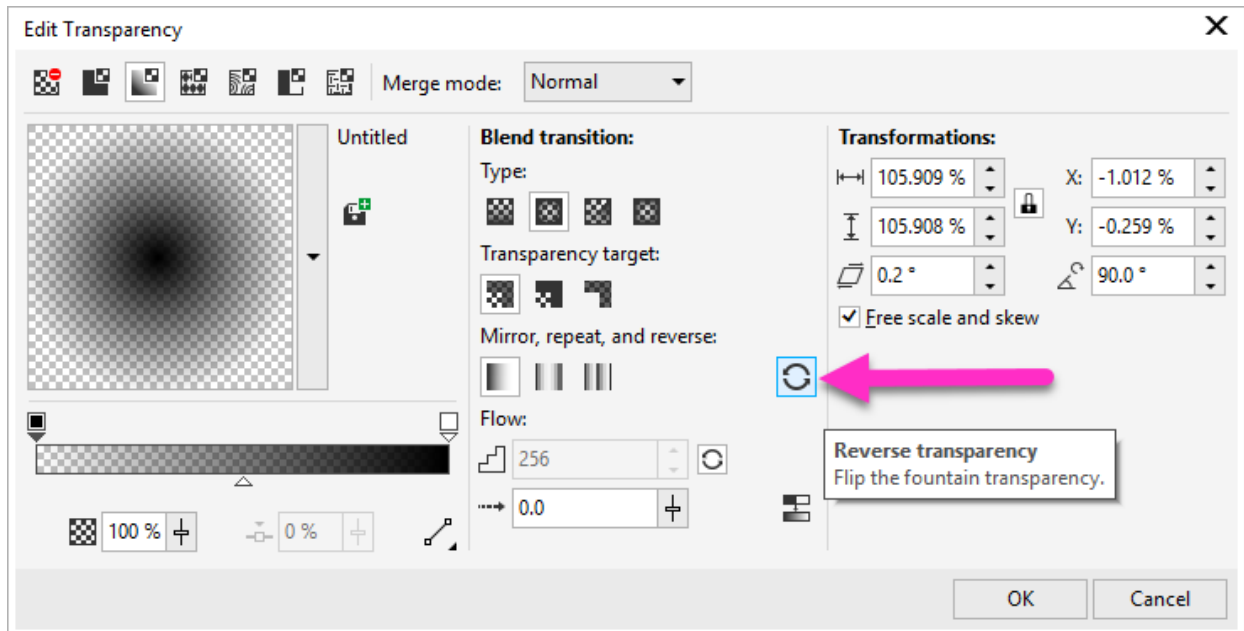 Edit Transparency
Merge mode: Normal
Untitled
Blend transition:
Type:
Transparency target:
Mirror, repeat, and reverse:
Flow:
256
0.0
100 %
0 %
Transformations:
105.909 % X: -1.012 %
105.908 % Y: -0.259 %
0.2 ° 90.0 °
Free scale and skew
Reverse transparency
Flip the fountain transparency.
OK Cancel